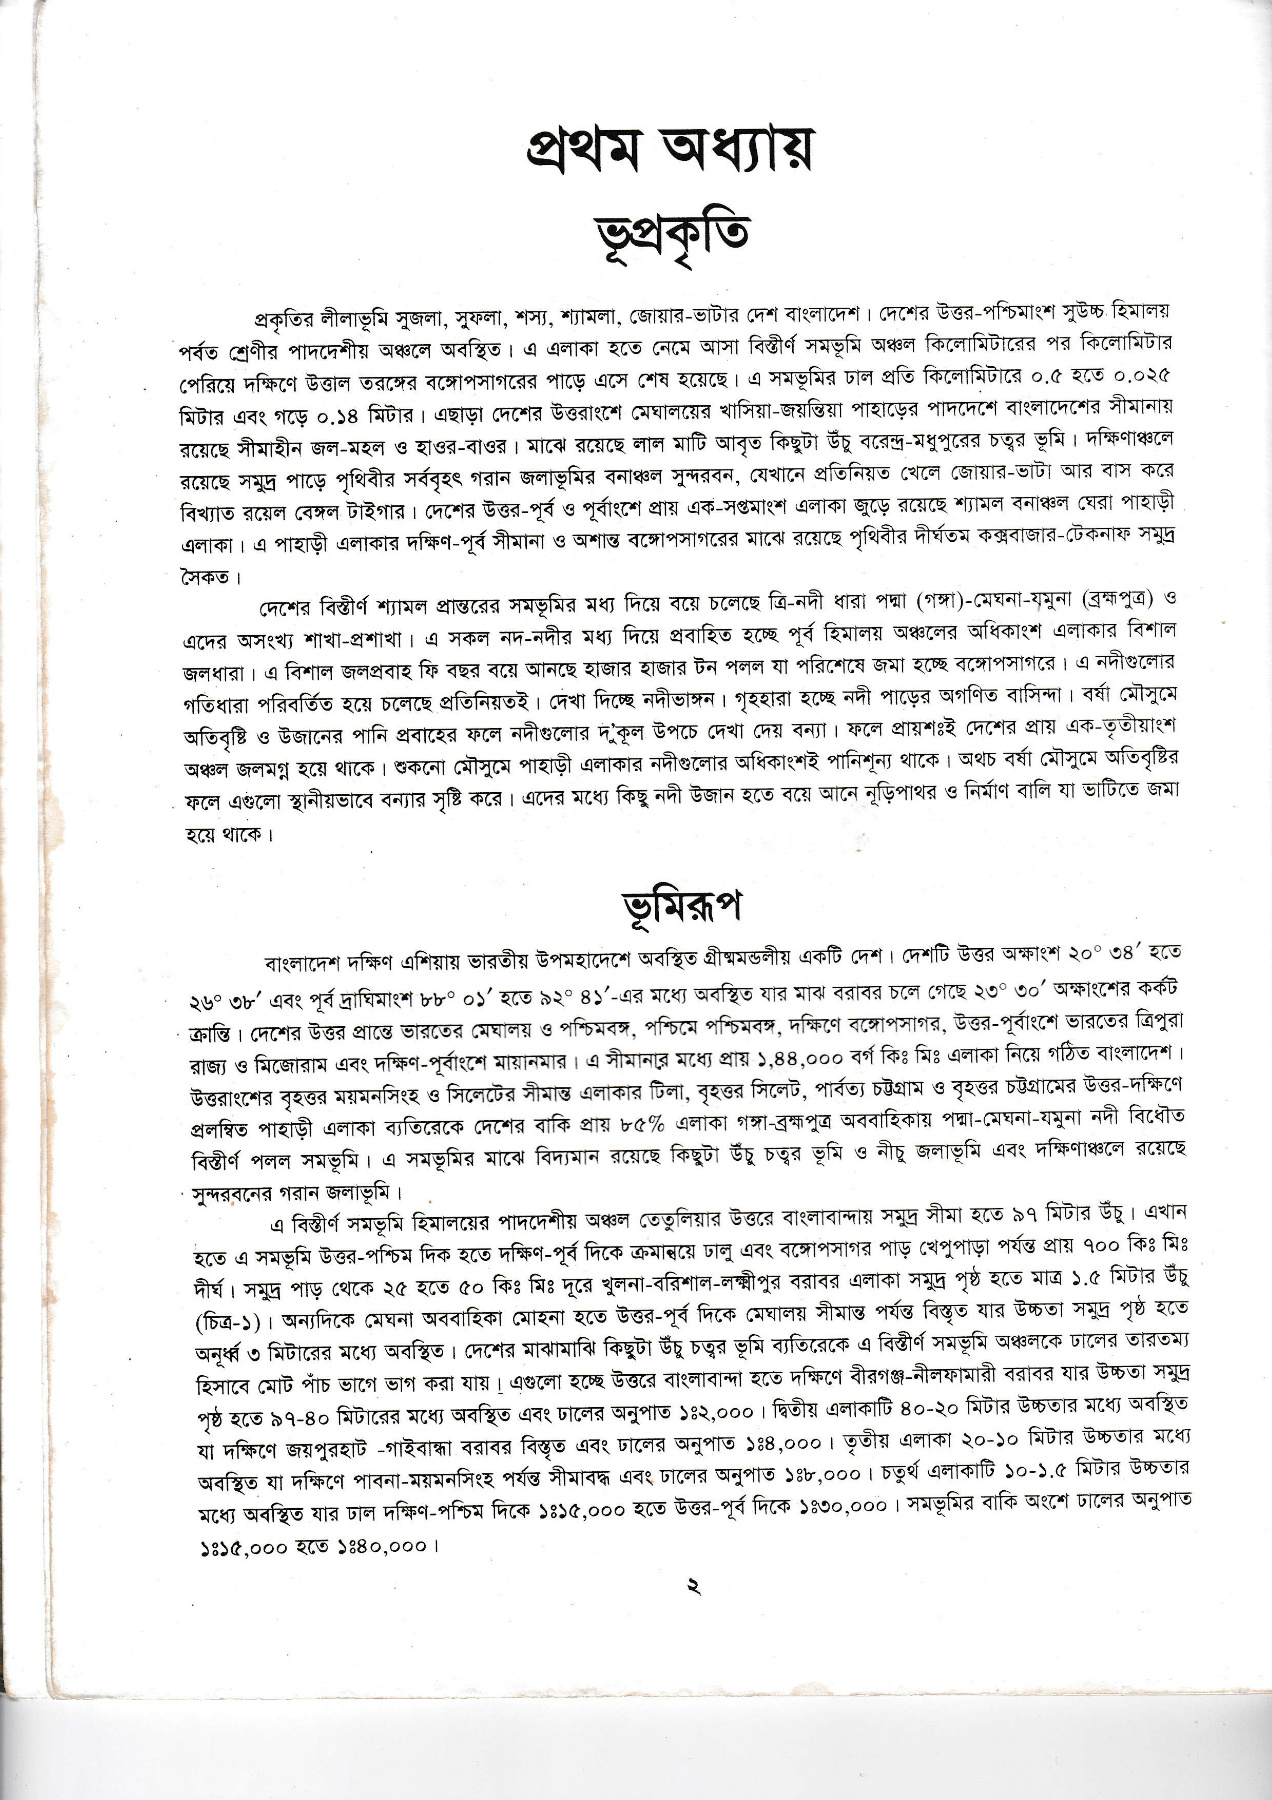 প্রথম অধ্যায়
ভূপ্রকৃতি
প্রকৃতির লীলাভূমি সুজলা, সুফলা, শস্য, শ্যামলা, জোয়ার-ভাটার দেশ বাংলাদেশ। দেশের উত্তর-পশ্চিমাংশ সুউচ্চ হিমালয়
পর্বত শ্রেণীর পাদদেশীয় অঞ্চলে অবস্থিত। এ এলাকা হতে নেমে আসা বিস্তীর্ণ সমভূমি অঞ্চল কিলোমিটারের পর কিলোমিটার
পেরিয়ে দক্ষিণে উত্তাল তরঙ্গের বঙ্গোপসাগরের পাড়ে এসে শেষ হয়েছে। এ সমভূমির ঢাল প্রতি কিলোমিটারে ০.৫ হতে ০.০২৫
মিটার এবং গড়ে ০.১৪ মিটার। এছাড়া দেশের উত্তরাংশে মেঘালয়ের খাসিয়া-জয়ন্তিয়া পাহাড়ের পাদদেশে বাংলাদেশের সীমানায়
রয়েছে সীমাহীন জল-মহল ও হাওর-বাওর। মাঝে রয়েছে লাল মাটি আবৃত কিছুটা উঁচু বরেন্দ্র-মধুপুরের চত্বর ভূমি। দক্ষিণাঞ্চলে
রয়েছে সমুদ্র পাড়ে পৃথিবীর সর্ববৃহৎ গরান জলাভূমির বনাঞ্চল সুন্দরবন, যেখানে প্রতিনিয়ত খেলে জোয়ার-ভাটা আর বাস করে
বিখ্যাত রয়েল বেঙ্গল টাইগার। দেশের উত্তর-পূর্ব ও পূর্বাংশে প্রায় এক-সপ্তমাংশ এলাকা জুড়ে রয়েছে শ্যামল বনাঞ্চল ঘেরা পাহাড়ী
এলাকা। এ পাহাড়ী এলাকার দক্ষিণ-পূর্ব সীমানা ও অশান্ত বঙ্গোপসাগরের মাঝে রয়েছে পৃথিবীর দীর্ঘতম কক্সবাজার-টেকনাফ সমুদ্র
সৈকত।
দেশের বিস্তীর্ণ শ্যামল প্রান্তরের সমভূমির মধ্য দিয়ে বয়ে চলেছে ত্রি-নদী ধারা পদ্মা (গঙ্গা)-মেঘনা-যমুনা (ব্রহ্মপুত্র) ও
এদের অসংখ্য শাখা-প্রশাখা। এ সকল নদ-নদীর মধ্য দিয়ে প্রবাহিত হচ্ছে পূর্ব হিমালয় অঞ্চলের অধিকাংশ এলাকার বিশাল
জলধারা। এ বিশাল জলপ্রবাহ ফি বছর বয়ে আনছে হাজার হাজার টন পলল যা পরিশেষে জমা হচ্ছে বঙ্গোপসাগরে। এ নদীগুলোর
গতিধারা পরিবর্তিত হয়ে চলেছে প্রতিনিয়তই। দেখা দিচ্ছে নদীভাঙ্গন। গৃহহারা হচ্ছে নদী পাড়ের অগণিত বাসিন্দা। বর্ষা মৌসুমে
অতিবৃষ্টি ও উজানের পানি প্রবাহের ফলে নদীগুলোর দু'কূল উপচে দেখা দেয় বন্যা। ফলে প্রায়শঃই দেশের প্রায় এক-তৃতীয়াংশ
অঞ্চল জলমগ্ন হয়ে থাকে। শুকনো মৌসুমে পাহাড়ী এলাকার নদীগুলোর অধিকাংশই পানিশূন্য থাকে। অথচ বর্ষা মৌসুমে অতিবৃষ্টির
ফলে এগুলো স্থানীয়ভাবে বন্যার সৃষ্টি করে। এদের মধ্যে কিছু নদী উজান হতে বয়ে আনে নূড়িপাথর ও নির্মাণ বালি যা ভাটিতে জমা
হয়ে থাকে।
ভূমিরূপ
বাংলাদেশ দক্ষিণ এশিয়ায় ভারতীয় উপমহাদেশে অবস্থিত গ্রীষ্মমন্ডলীয় একটি দেশ। দেশটি উত্তর অক্ষাংশ ২০° ৩৪′ হতে
২৬° ৩৮′ এবং পূর্ব দ্রাঘিমাংশ ৮৮° ০১′ হতে ৯২° ৪১′-এর মধ্যে অবস্থিত যার মাঝ বরাবর চলে গেছে ২৩° ৩০′ অক্ষাংশের কর্কট
ক্রান্তি। দেশের উত্তর প্রান্তে ভারতের মেঘালয় ও পশ্চিমবঙ্গ, পশ্চিমে পশ্চিমবঙ্গ, দক্ষিণে বঙ্গোপসাগর, উত্তর-পূর্বাংশে ভারতের ত্রিপুরা
রাজ্য ও মিজোরাম এবং দক্ষিণ-পূর্বাংশে মায়ানমার। এ সীমানার মধ্যে প্রায় ১,৪৪,০০০ বর্গ কিঃ মিঃ এলাকা নিয়ে গঠিত বাংলাদেশ।
উত্তরাংশের বৃহত্তর ময়মনসিংহ ও সিলেটের সীমান্ত এলাকার টিলা, বৃহত্তর সিলেট, পার্বত্য চট্টগ্রাম ও বৃহত্তর চট্টগ্রামের উত্তর-দক্ষিণে
প্রলম্বিত পাহাড়ী এলাকা ব্যতিরেকে দেশের বাকি প্রায় ৮৫% এলাকা গঙ্গা-ব্রহ্মপুত্র অববাহিকায় পদ্মা-মেঘনা-যমুনা নদী বিধৌত
বিস্তীর্ণ পলল সমভূমি। এ সমভূমির মাঝে বিদ্যমান রয়েছে কিছুটা উঁচু চত্বর ভূমি ও নীচু জলাভূমি এবং দক্ষিণাঞ্চলে রয়েছে
সুন্দরবনের গরান জলাভূমি।
এ বিস্তীর্ণ সমভূমি হিমালয়ের পাদদেশীয় অঞ্চল তেতুলিয়ার উত্তরে বাংলাবান্দায় সমুদ্র সীমা হতে ৯৭ মিটার উঁচু। এখান
হতে এ সমভূমি উত্তর-পশ্চিম দিক হতে দক্ষিণ-পূর্ব দিকে ক্রমান্বয়ে ঢালু এবং বঙ্গোপসাগর পাড় খেপুপাড়া পর্যন্ত প্রায় ৭০০ কিঃ মিঃ
দীর্ঘ। সমুদ্র পাড় থেকে ২৫ হতে ৫০ কিঃ মিঃ দূরে খুলনা-বরিশাল-লক্ষ্মীপুর বরাবর এলাকা সমুদ্র পৃষ্ঠ হতে মাত্র ১.৫ মিটার উঁচু
(চিত্র-১)। অন্যদিকে মেঘনা অববাহিকা মোহনা হতে উত্তর-পূর্ব দিকে মেঘালয় সীমান্ত পর্যন্ত বিস্তৃত যার উচ্চতা সমুদ্র পৃষ্ঠ হতে
অনূর্ধ্ব ৩ মিটারের মধ্যে অবস্থিত। দেশের মাঝামাঝি কিছুটা উঁচু চত্বর ভূমি ব্যতিরেকে এ বিস্তীর্ণ সমভূমি অঞ্চলকে ঢালের তারতম্য
হিসাবে মোট পাঁচ ভাগে ভাগ করা যায়। এগুলো হচ্ছে উত্তরে বাংলাবান্দা হতে দক্ষিণে বীরগঞ্জ-নীলফামারী বরাবর যার উচ্চতা সমুদ্র
পৃষ্ঠ হতে ৯৭-৪০ মিটারের মধ্যে অবস্থিত এবং ঢালের অনুপাত ১ঃ২,০০০। দ্বিতীয় এলাকাটি ৪০-২০ মিটার উচ্চতার মধ্যে অবস্থিত
যা দক্ষিণে জয়পুরহাট -গাইবান্ধা বরাবর বিস্তৃত এবং ঢালের অনুপাত ১ঃ৪,০০০। তৃতীয় এলাকা ২০-১০ মিটার উচ্চতার মধ্যে
অবস্থিত যা দক্ষিণে পাবনা-ময়মনসিংহ পর্যন্ত সীমাবদ্ধ এবং ঢালের অনুপাত ১ঃ৮,০০০। চতুর্থ এলাকাটি ১০-১.৫ মিটার উচ্চতার
মধ্যে অবস্থিত যার ঢাল দক্ষিণ-পশ্চিম দিকে ১ঃ১৫,০০০ হতে উত্তর-পূর্ব দিকে ১ঃ৩০,০০০। সমভূমির বাকি অংশে ঢালের অনুপাত
১ঃ১৫,০০০ হতে ১ঃ৪০,০০০।
২